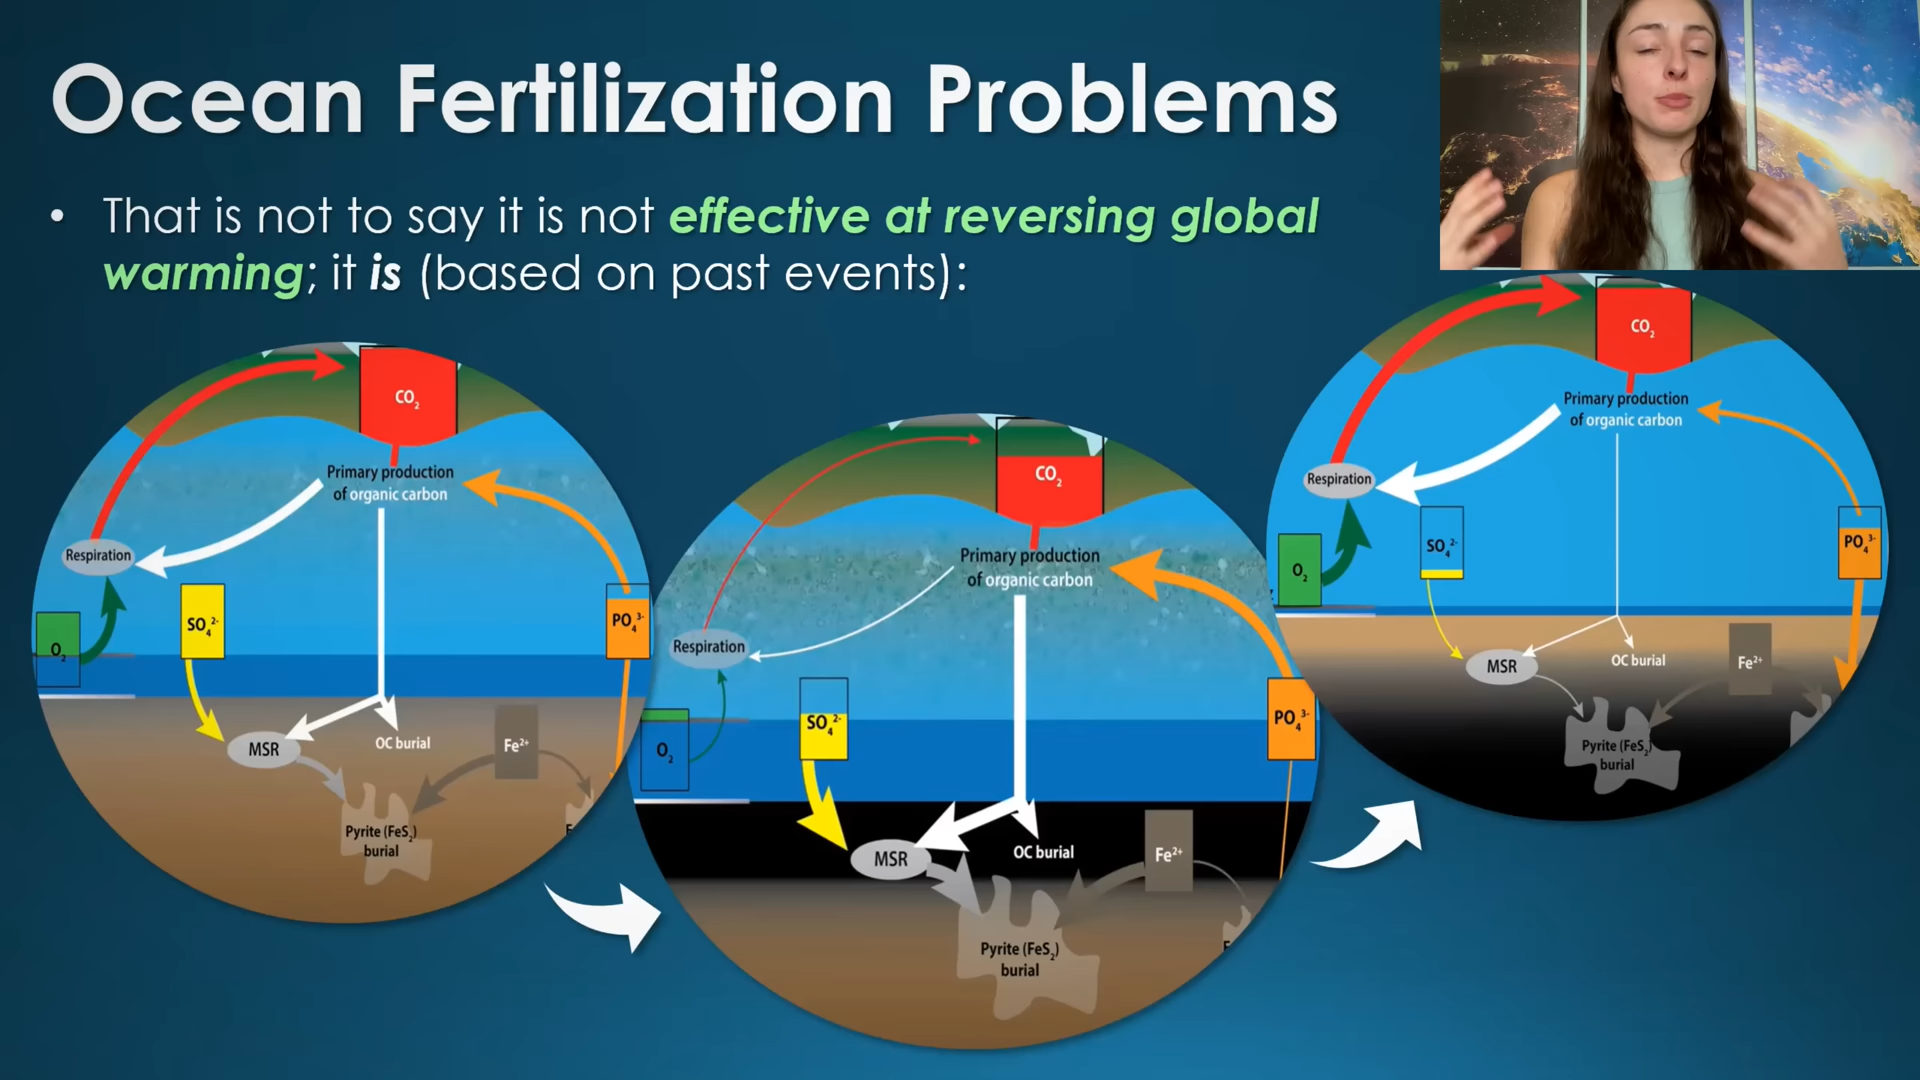 Ocean Fertilization Problems
• That is not to say it is not effective at reversing global
warming; it is (based on past events):
CO₂
Primary production
of organic carbon
Respiration
O₂
SO₄²⁻
PO₄³⁻
MSR
OC burial
Fe²⁺
Pyrite (FeS₂)
burial
F
CO₂
Primary production
of organic carbon
Respiration
O₂
SO₄²⁻
PO₄³⁻
MSR
OC burial
Fe²⁺
Pyrite (FeS₂)
burial
F
CO₂
Primary production
of organic carbon
Respiration
O₂
SO₄²⁻
PO₄³⁻
MSR
OC burial
Fe²⁺
Pyrite (FeS₂)
burial